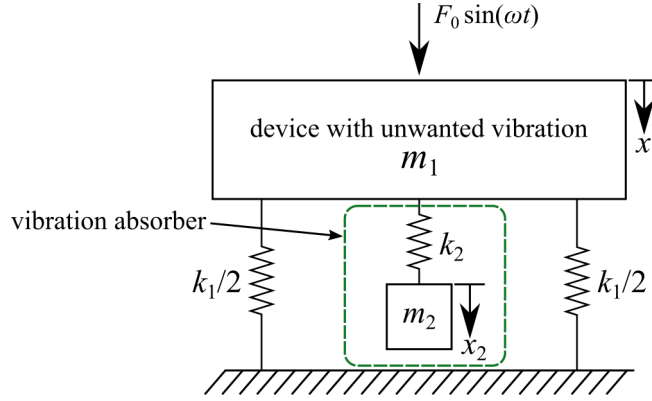 F₀ sin(ωt)
device with unwanted vibration
m₁
x
vibration absorber
k₂
k₁/2
k₁/2
m₂
x₂